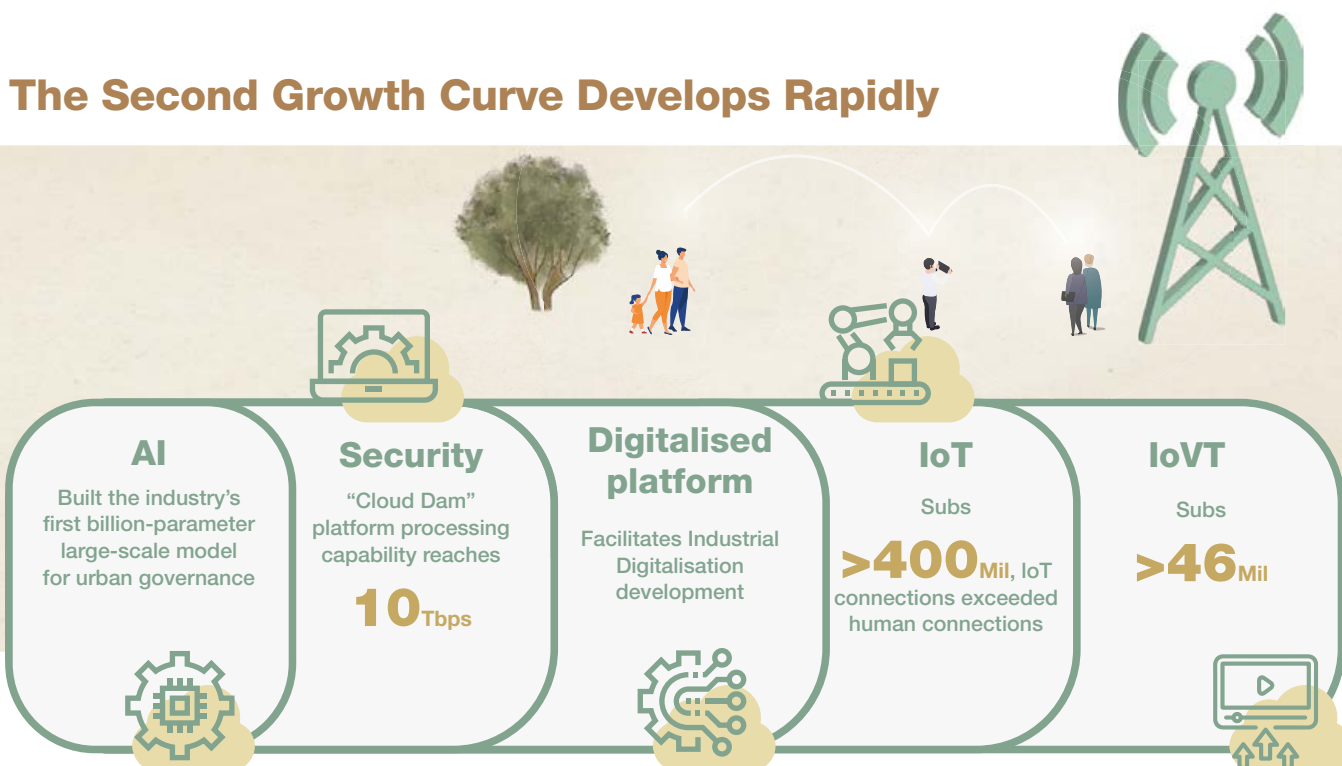 The Second Growth Curve Develops Rapidly
AI
Built the industry's
first billion-parameter
large-scale model
for urban governance
Security
“Cloud Dam”
platform processing
capability reaches
10Tbps
Digitalised
platform
Facilitates Industrial
Digitalisation
development
IoT
Subs
>400Mil, IoT
connections exceeded
human connections
IoVT
Subs
>46Mil